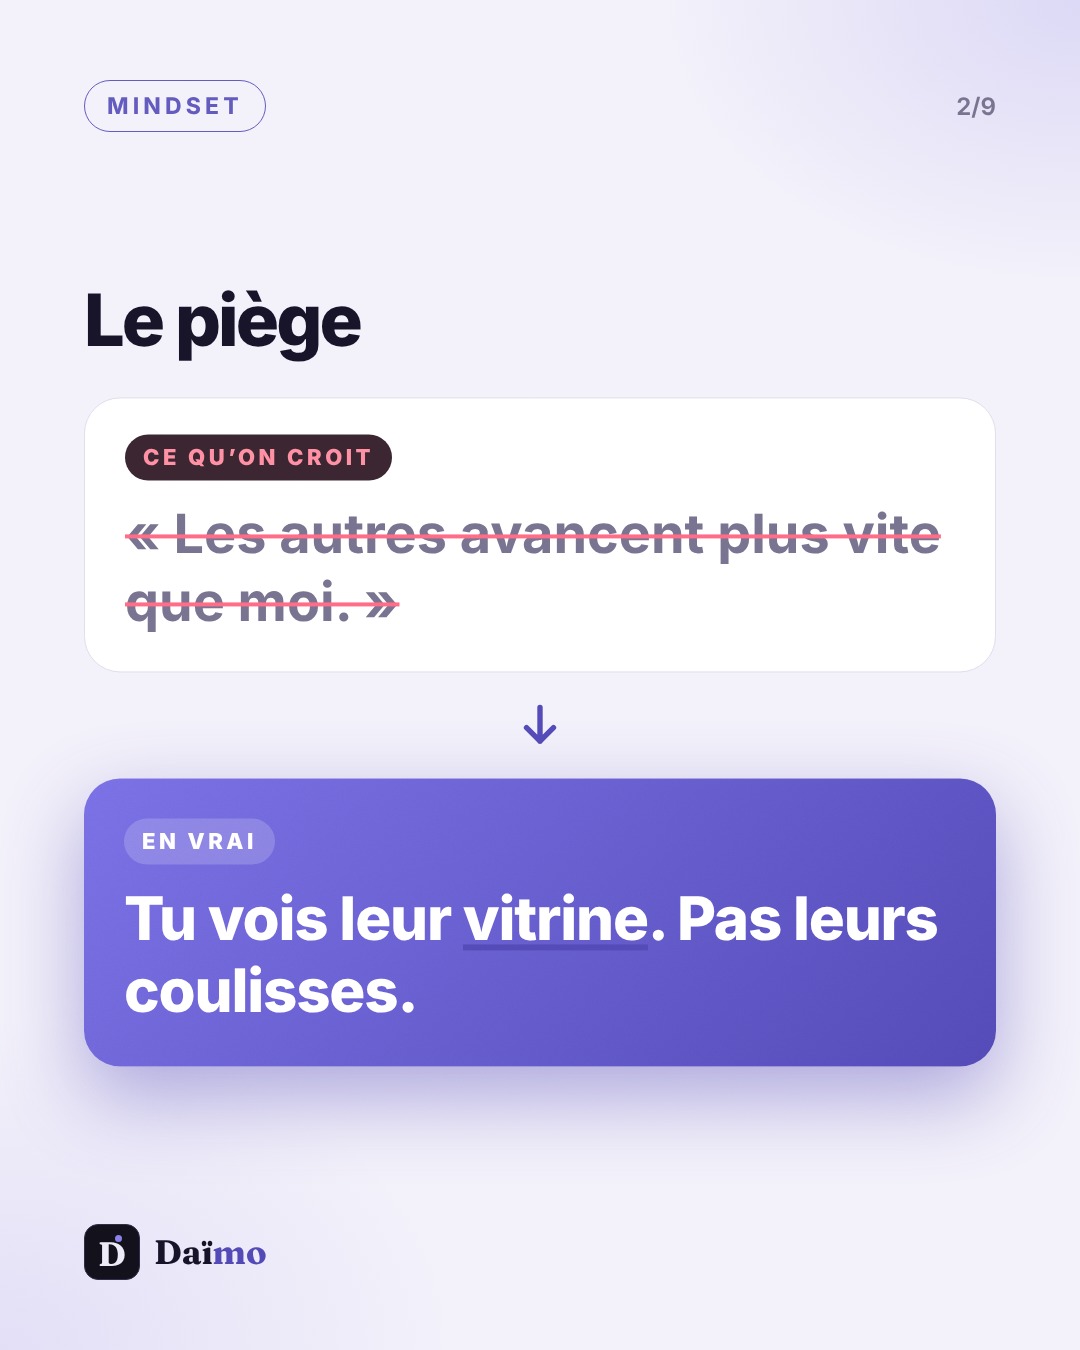 MINDSET
2/9
Le piège
CE QU’ON CROIT
« Les autres avancent plus vite
que moi. »
EN VRAI
Tu vois leur vitrine. Pas leurs
coulisses.
D
Daïmo